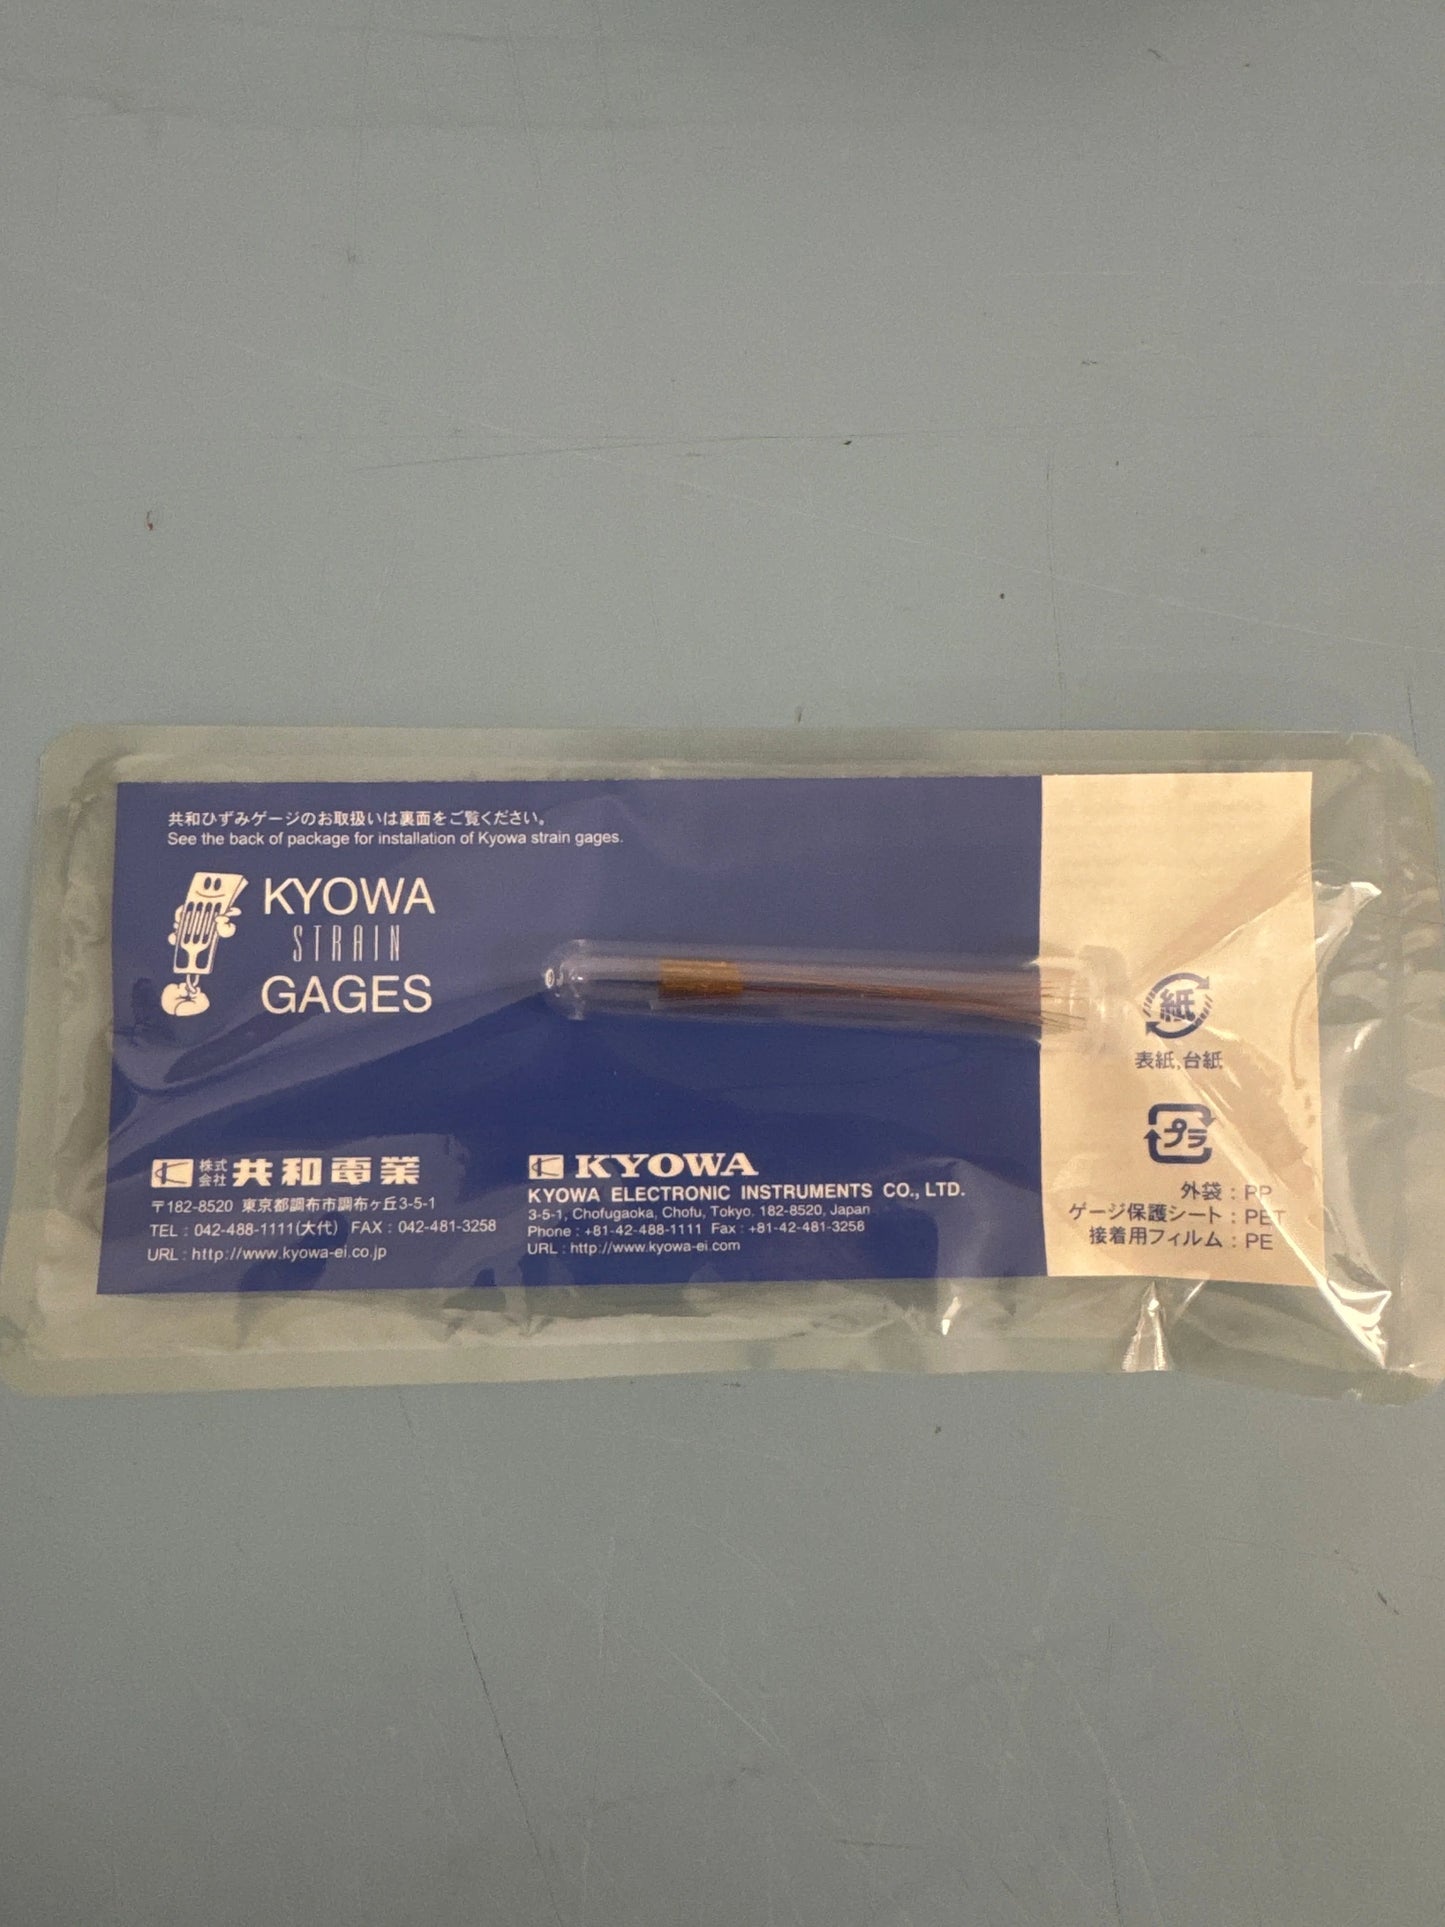 共和ひずみゲージのお取扱いは裏面をご覧ください。
See the back of package for installation of Kyowa strain gages.
KYOWA
STRAIN
GAGES
株式会社 共和電業
〒182-8520 東京都調布市調布ヶ丘3-5-1
TEL : 042-488-1111(大代) FAX : 042-481-3258
URL : http://www.kyowa-ei.co.jp
KYOWA
KYOWA ELECTRONIC INSTRUMENTS CO., LTD.
3-5-1, Chofugaoka, Chofu, Tokyo. 182-8520, Japan
Phone : +81-42-488-1111 Fax : +81-42-481-3258
URL : http://www.kyowa-ei.com
紙
表紙,台紙
プラ
外袋 : PP
ゲージ保護シート : PET
接着用フィルム : PE